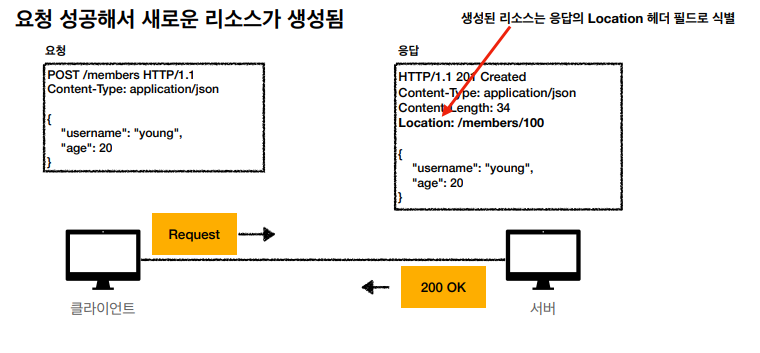 요청 성공해서 새로운 리소스가 생성됨
생성된 리소스는 응답의 Location 헤더 필드로 식별
요청
POST /members HTTP/1.1
Content-Type: application/json
{
"username": "young",
"age": 20
}
응답
HTTP/1.1 201 Created
Content-Type: application/json
Content-Length: 34
Location: /members/100
{
"username": "young",
"age": 20
}
Request
200 OK
클라이언트
서버